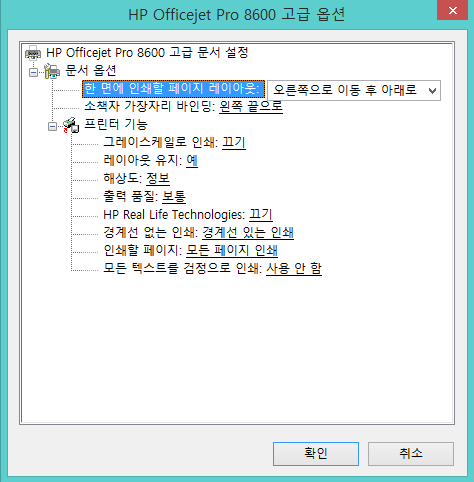 HP Officejet Pro 8600 고급 옵션
HP Officejet Pro 8600 고급 문서 설정
문서 옵션
한 면에 인쇄할 페이지 레이아웃: 오른쪽으로 이동 후 아래로
소책자 가장자리 바인딩: 왼쪽 끝으로
프린터 기능
그레이스케일로 인쇄: 끄기
레이아웃 유지: 예
해상도: 정보
출력 품질: 보통
HP Real Life Technologies: 끄기
경계선 없는 인쇄: 경계선 있는 인쇄
인쇄할 페이지: 모든 페이지 인쇄
모든 텍스트를 검정으로 인쇄: 사용 안 함
확인 취소